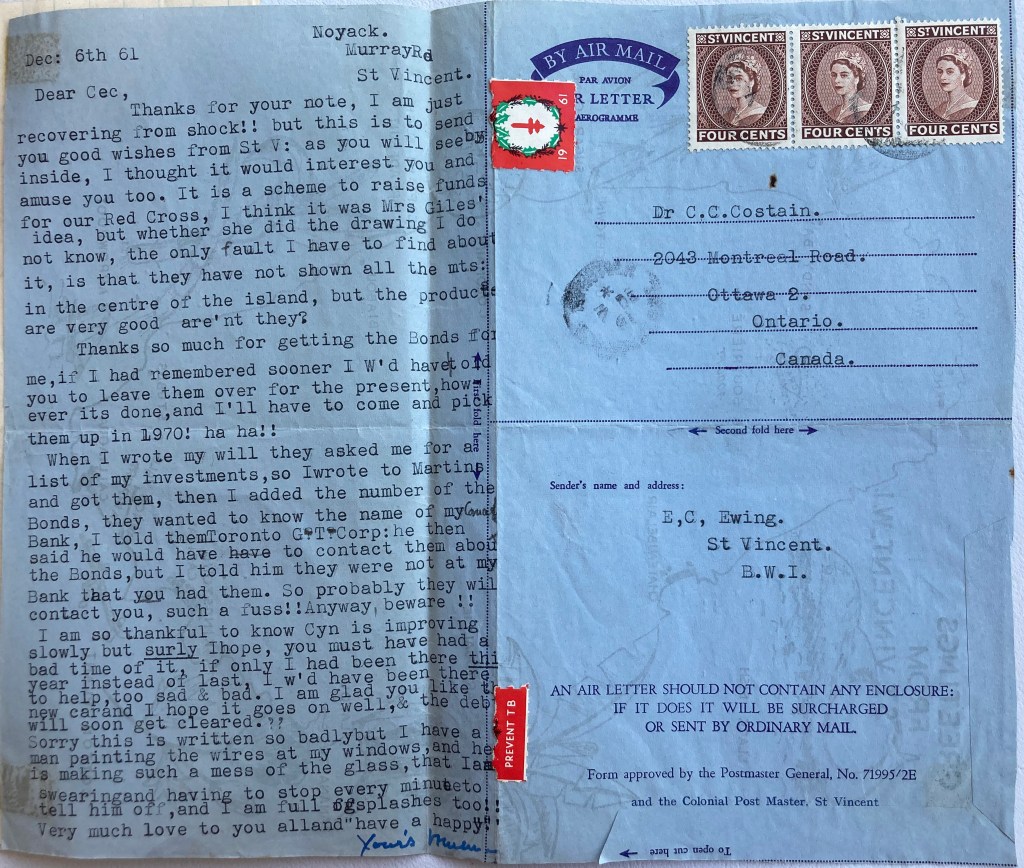 Noyack.
Dec: 6th 61
MurrayRd
St Vincent.
Dear Cec,
Thanks for your note, I am just
recovering from shock!! but this is to send
you good wishes from St V: as you will see by
inside, I thought it would interest you and
amuse you too. It is a scheme to raise funds
for our Red Cross, I think it was Mrs Giles'
idea, but whether she did the drawing I do
not know, the only fault I have to find about
it, is that they have not shown all the mts:
in the centre of the island, but the products
are very good are'nt they?
Thanks so much for getting the Bonds for
me,if I had remembered sooner I W'd have told
you to leave them over for the present,how-
ever its done,and I'll have to come and pick
them up in 1970! ha ha!!
When I wrote my will they asked me for a
list of my investments,so Iwrote to Martins
and got them, then I added the number of the
Bonds, they wanted to know the name of my
Bank, I told themToronto G*T*Corp:he then
said he would have have to contact them abou
the Bonds,but I told him they were not at my
Bank that you had them. So probably they wil
contact you, such a fuss!!Anyway, beware !!
I am so thankful to know Cyn is improving
slowly but surly Ihope, you must have had a
bad time of it, if only I had been there thi
year instead of last, I w'd have been there
to help,too sad & bad. I am glad you like t
new carand I hope it goes on well,& the deb
will soon get cleared.??
Sorry this is written so badlybut I have a
man painting the wires at my windows,and he
is making such a mess of the glass,that Iam
swearingand having to stop every minuteto
tell him off,and I am full ofsplashes too!!
Very much love to you alland"have a happy"
Yours
BY AIR MAIL
PAR AVION
R LETTER
AEROGRAMME
19 61
ST VINCENT
FOUR CENTS
ST VINCENT
FOUR CENTS
ST VINCENT
FOUR CENTS
Dr C.C.Costain.
2043 Montreal Road.
Ottawa 2.
Ontario.
Canada.
First fold here
Second fold here
Sender's name and address:
E,C, Ewing.
St Vincent.
B.W.I.
PREVENT TB
AN AIR LETTER SHOULD NOT CONTAIN ANY ENCLOSURE:
IF IT DOES IT WILL BE SURCHARGED
OR SENT BY ORDINARY MAIL.
Form approved by the Postmaster General, No. 71995/2E
and the Colonial Post Master, St Vincent
To open cut here